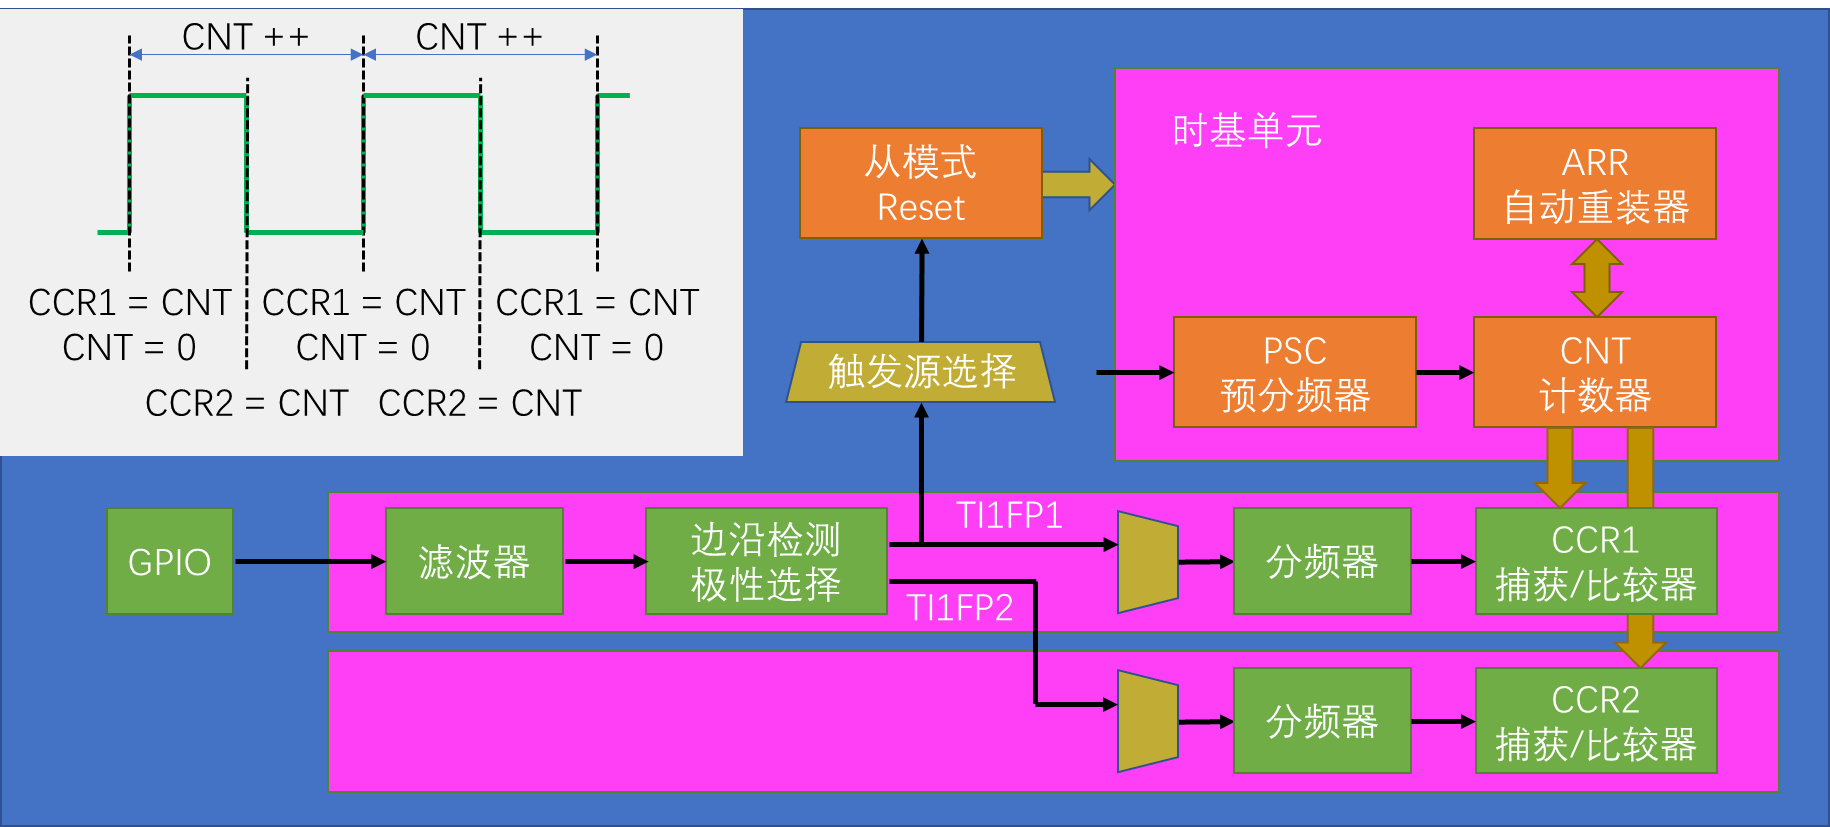 CNT ++
CNT ++
CCR1 = CNT
CNT = 0
CCR1 = CNT
CNT = 0
CCR1 = CNT
CNT = 0
CCR2 = CNT
CCR2 = CNT
从模式
Reset
时基单元
ARR
自动重装器
触发源选择
PSC
预分频器
CNT
计数器
GPIO
滤波器
边沿检测
极性选择
TI1FP1
TI1FP2
分频器
CCR1
捕获/比较器
分频器
CCR2
捕获/比较器